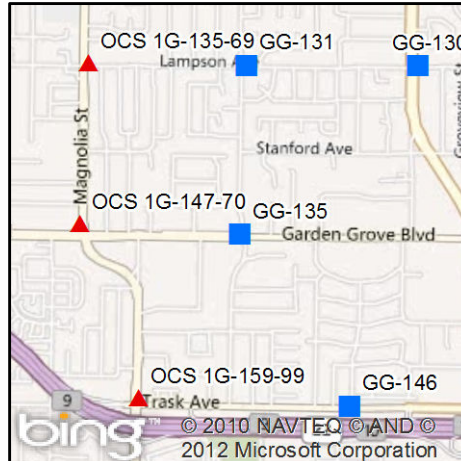 OCS 1G-135-69 GG-131 GG-130
Lampson
Groveview St
Magnolia St
Stanford Ave
OCS 1G-147-70
GG-135
Garden Grove Blvd
OCS 1G-159-99
GG-146
9
Trask Ave
bing
© 2010 NAVTEQ © AND ©
2012 Microsoft Corporation